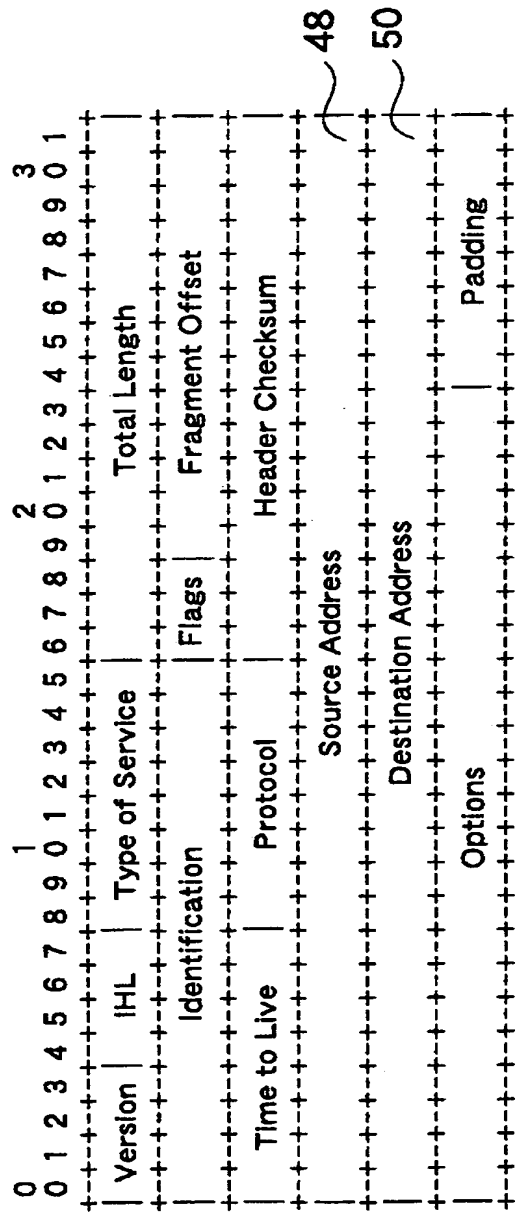 0                   1                   2                   3
0 1 2 3 4 5 6 7 8 9 0 1 2 3 4 5 6 7 8 9 0 1 2 3 4 5 6 7 8 9 0 1
+-+-+-+-+-+-+-+-+-+-+-+-+-+-+-+-+-+-+-+-+-+-+-+-+-+-+-+-+-+-+-+-+
|Version| IHL |Type of Service| Total Length |
+-+-+-+-+-+-+-+-+-+-+-+-+-+-+-+-+-+-+-+-+-+-+-+-+-+-+-+-+-+-+-+-+
| Identification |Flags| Fragment Offset |
+-+-+-+-+-+-+-+-+-+-+-+-+-+-+-+-+-+-+-+-+-+-+-+-+-+-+-+-+-+-+-+-+
| Time to Live | Protocol | Header Checksum |
+-+-+-+-+-+-+-+-+-+-+-+-+-+-+-+-+-+-+-+-+-+-+-+-+-+-+-+-+-+-+-+-+
| Source Address | 48
+-+-+-+-+-+-+-+-+-+-+-+-+-+-+-+-+-+-+-+-+-+-+-+-+-+-+-+-+-+-+-+-+
| Destination Address | 50
+-+-+-+-+-+-+-+-+-+-+-+-+-+-+-+-+-+-+-+-+-+-+-+-+-+-+-+-+-+-+-+-+
| Options | Padding |
+-+-+-+-+-+-+-+-+-+-+-+-+-+-+-+-+-+-+-+-+-+-+-+-+-+-+-+-+-+-+-+-+